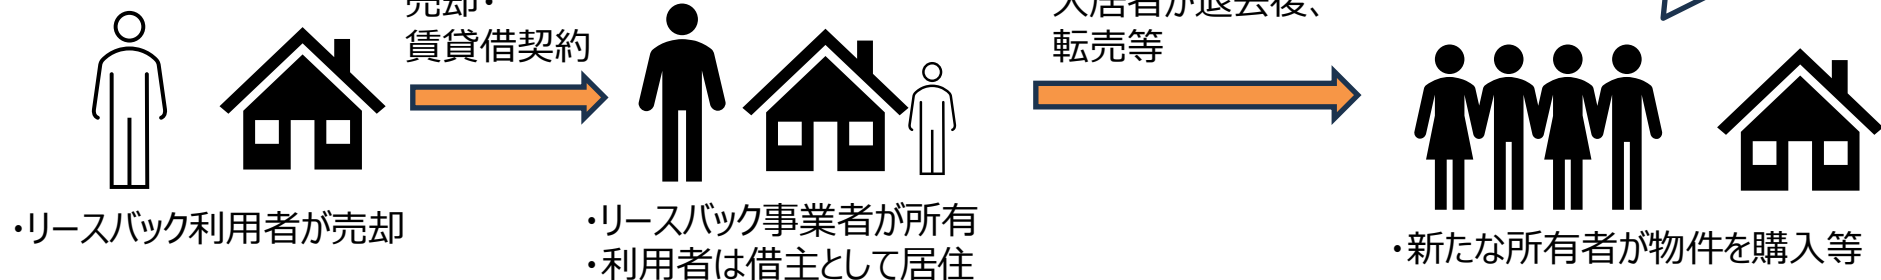 売却・
賃貸借契約
入居者が退去後、
転売等
・リースバック利用者が売却
・リースバック事業者が所有
・利用者は借主として居住
・新たな所有者が物件を購入等